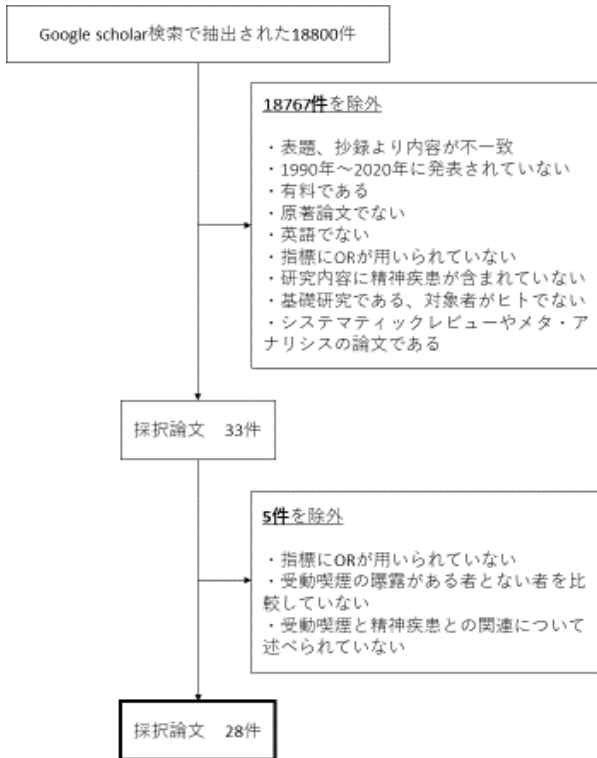 Google scholar検索で抽出された18800件
18767件を除外
・表題、抄録より内容が不一致
・1990年～2020年に発表されていない
・有料である
・原著論文でない
・英語でない
・指標にORが用いられていない
・研究内容に精神疾患が含まれていない
・基礎研究である、対象者がヒトでない
・システマティックレビューやメタ・ア
ナリシスの論文である
採択論文　33件
5件を除外
・指標にORが用いられていない
・受動喫煙の曝露がある者とない者を比
較していない
・受動喫煙と精神疾患との関連について
述べられていない
採択論文　28件